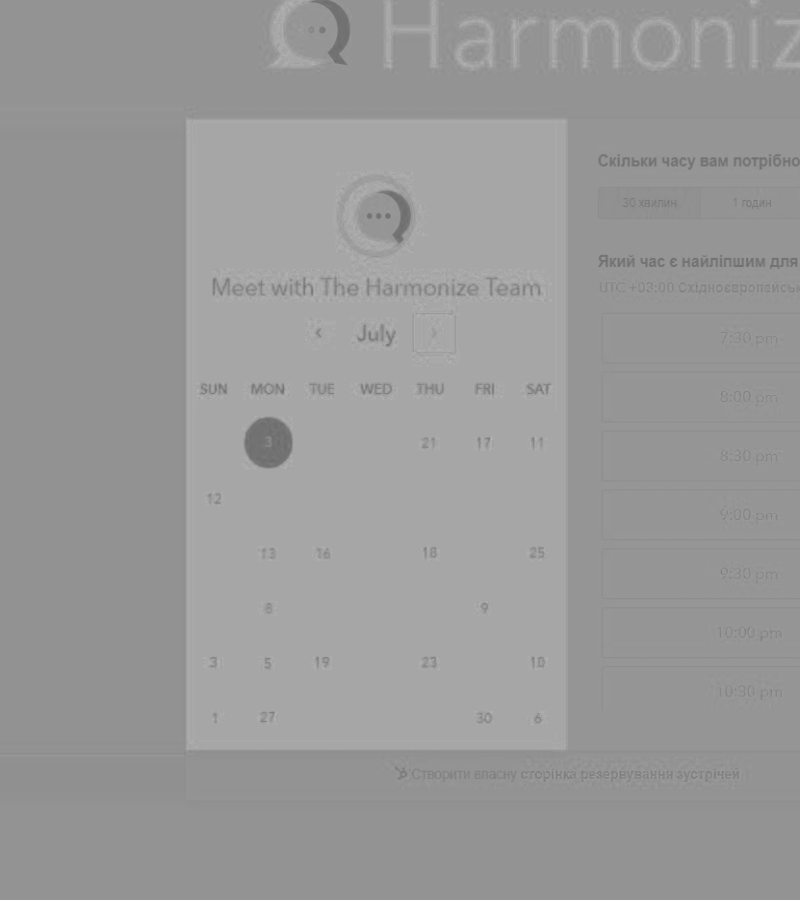 Harmoniz
Meet with The Harmonize Team
July
SUN MON TUE WED THU FRI SAT
3 21 17 11
12
13 16 18 25
8 9
3 5 19 23 10
1 27 30 6
Скільки часу вам потрібно
30 хвилин 1 годин
Який час є найліпшим для
UTC +03:00 Східноєвропейськ
7:30 pm
8:00 pm
8:30 pm
9:00 pm
9:30 pm
10:00 pm
10:30 pm
Створити власну сторінка резервування зустрічей